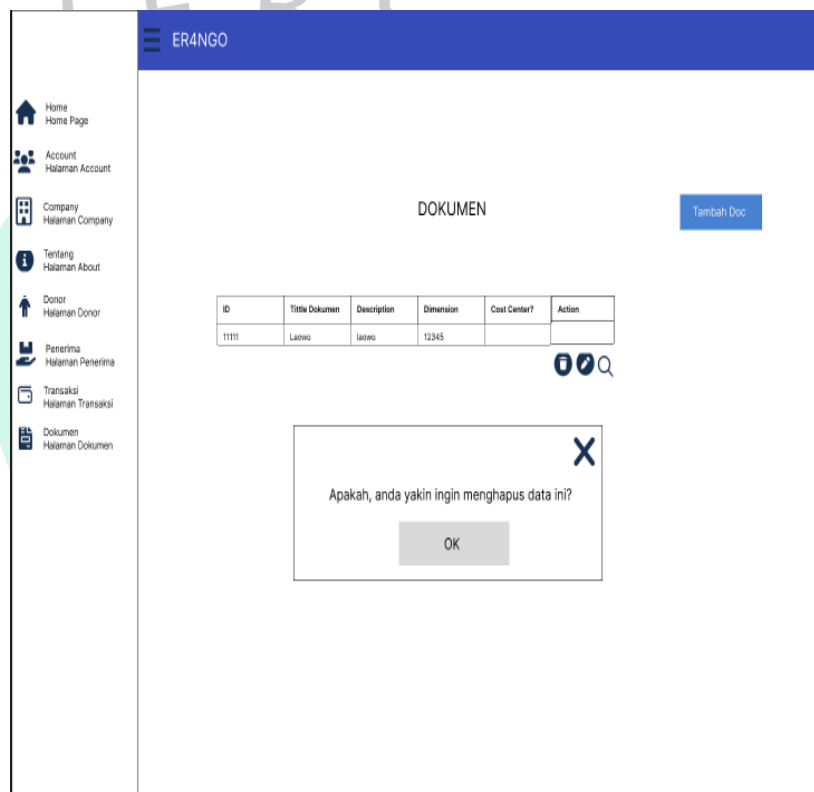 ER4NGO
Home
Home Page
Account
Halaman Account
Company
Halaman Company
Tentang
Halaman About
Donor
Halaman Donor
Penerima
Halaman Penerima
Transaksi
Halaman Transaksi
Dokumen
Halaman Dokumen
DOKUMEN
Tambah Doc
ID Tittle Dokumen Description Dimension Cost Center? Action
11111 Laowo laowo 12345
Apakah, anda yakin ingin menghapus data ini?
OK